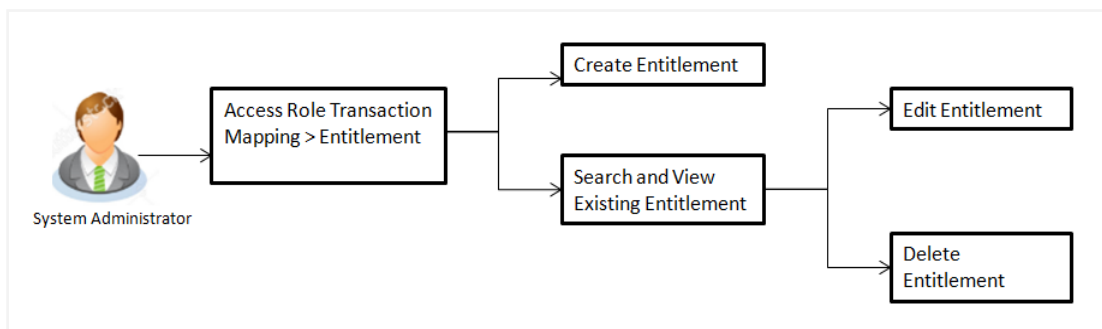 Create Entitlement
Access Role Transaction
Mapping > Entitlement
Edit Entitlement
Search and View
Existing Entitlement
System Administrator
Delete
Entitlement